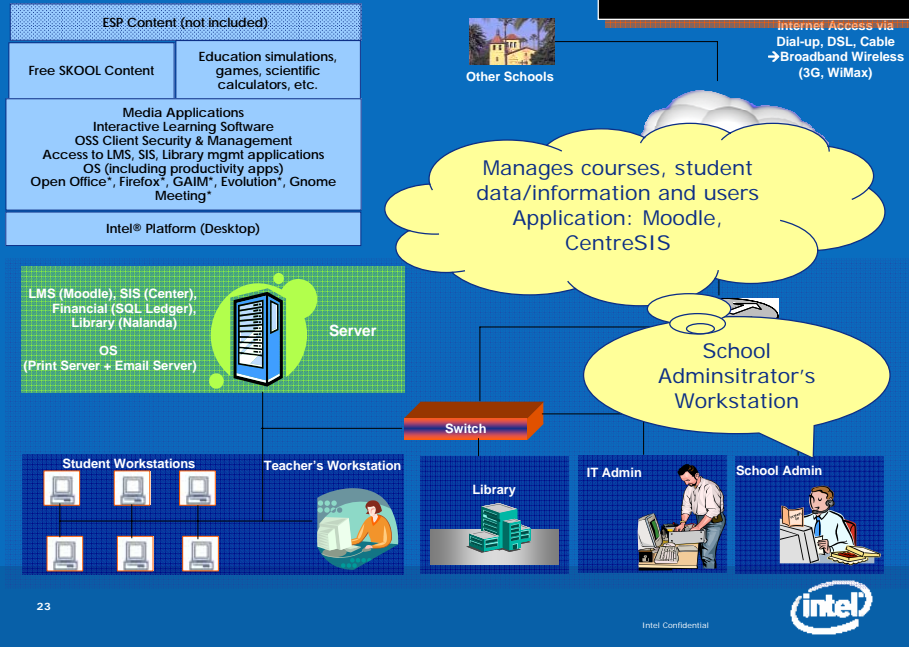 ESP Content (not included)
Free SKOOL Content
Education simulations,
games, scientific
calculators, etc.
Media Applications
Interactive Learning Software
OSS Client Security & Management
Access to LMS, SIS, Library mgmt applications
OS (including productivity apps)
Open Office*, Firefox*, GAIM*, Evolution*, Gnome
Meeting*
Intel® Platform (Desktop)
Other Schools
Internet Access via
Dial-up, DSL, Cable
→Broadband Wireless
(3G, WiMax)
Manages courses, student
data/information and users
Application: Moodle,
CentreSIS
LMS (Moodle), SIS (Center),
Financial (SQL Ledger),
Library (Nalanda)
OS
(Print Server + Email Server)
Server
School
Adminsitrator's
Workstation
Switch
Student Workstations
Teacher's Workstation
Library
IT Admin
School Admin
23
Intel Confidential
intel